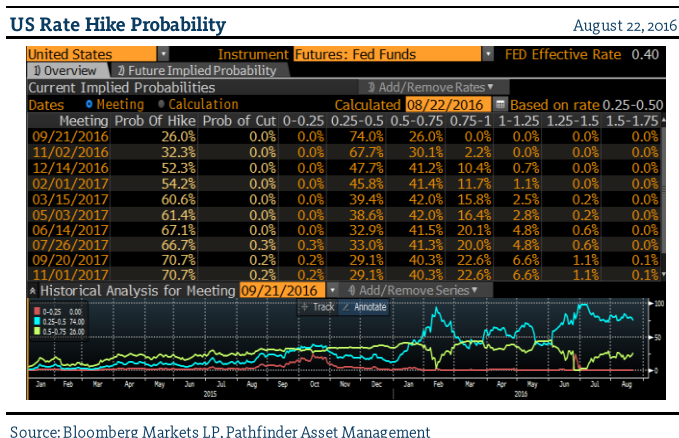 US Rate Hike Probability August 22, 2016
United States Instrument Futures: Fed Funds FED Effective Rate 0.40
1) Overview 2) Future Implied Probability
Current Implied Probabilities 3) Add/Remove Rates
Dates Meeting Calculation Calculated 08/22/2016 Based on rate 0.25-0.50
Meeting Prob Of Hike Prob of Cut 0-0.25 0.25-0.5 0.5-0.75 0.75-1 1-1.25 1.25-1.5 1.5-1.75
09/21/2016 26.0% 0.0% 0.0% 74.0% 26.0% 0.0% 0.0% 0.0% 0.0%
11/02/2016 32.3% 0.0% 0.0% 67.7% 30.1% 2.2% 0.0% 0.0% 0.0%
12/14/2016 52.3% 0.0% 0.0% 47.7% 41.2% 10.4% 0.7% 0.0% 0.0%
02/01/2017 54.2% 0.0% 0.0% 45.8% 41.4% 11.7% 1.1% 0.0% 0.0%
03/15/2017 60.6% 0.0% 0.0% 39.4% 42.0% 15.8% 2.5% 0.2% 0.0%
05/03/2017 61.4% 0.0% 0.0% 38.6% 42.0% 16.4% 2.8% 0.2% 0.0%
06/14/2017 67.1% 0.0% 0.0% 32.9% 41.5% 20.1% 4.8% 0.6% 0.0%
07/26/2017 66.7% 0.3% 0.3% 33.0% 41.3% 20.0% 4.8% 0.6% 0.0%
09/20/2017 70.7% 0.2% 0.2% 29.1% 40.3% 22.6% 6.6% 1.1% 0.1%
11/01/2017 70.7% 0.2% 0.2% 29.1% 40.3% 22.6% 6.6% 1.1% 0.1%
Historical Analysis for Meeting 09/21/2016 4) Add/Remove Series
Track Annotate
0-0.25 0.00
0.25-0.5 74.00
0.5-0.75 26.00
100
50
0
Jan Feb Mar Apr May Jun Jul Aug Sep Oct Nov Dec Jan Feb Mar Apr May Jun Jul Aug
2015 2016
Source: Bloomberg Markets LP, Pathfinder Asset Management